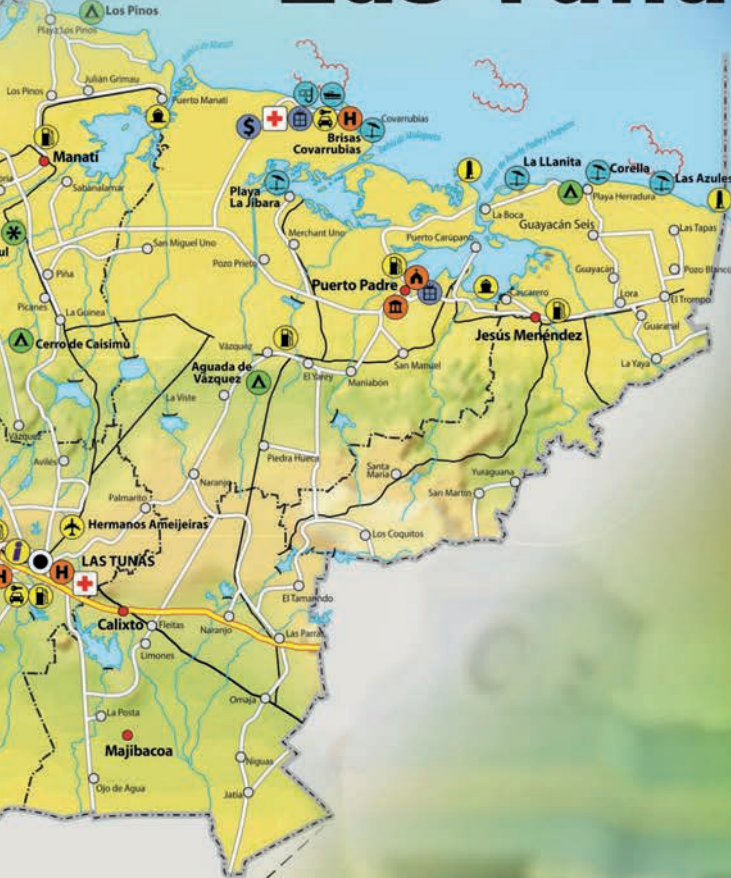 Los Pinos
Playa Los Pinos
Julián Grimau
Los Pinos
Puerto Manatí
Manatí
Sabanalamar
$
H
Covarrubias
Brisas
Covarrubias
Playa
La Jíbara
La LLanita
Corella
Las Azules
Playa Herradura
La Boca
Guayacán Seis
Las Tapas
Merchant Uno
San Miguel Uno
Puerto Carúpano
Pozo Prieto
Piña
Puerto Padre
Guayacán
Pozo Blanco
Cascarero
Lora
El Trompo
Picanes
La Guinea
Jesús Menéndez
Guaranal
Cerro de Caisimú
Vázquez
San Manuel
La Yaya
Aguada de
Vázquez
El Yarey
Maniabón
La Viste
Vázquez
Avilés
Piedra Hueca
Santa
María
Yuraguana
Naranjo
San Martín
Palmarito
Hermanos Ameijeiras
Los Coquitos
i
LAS TUNAS
H
H
El Tamarindo
Calixto
Fleitas
Naranjo
Las Parras
Limones
Omaja
La Posta
Majibacoa
Niguas
Ojo de Agua
Jatía